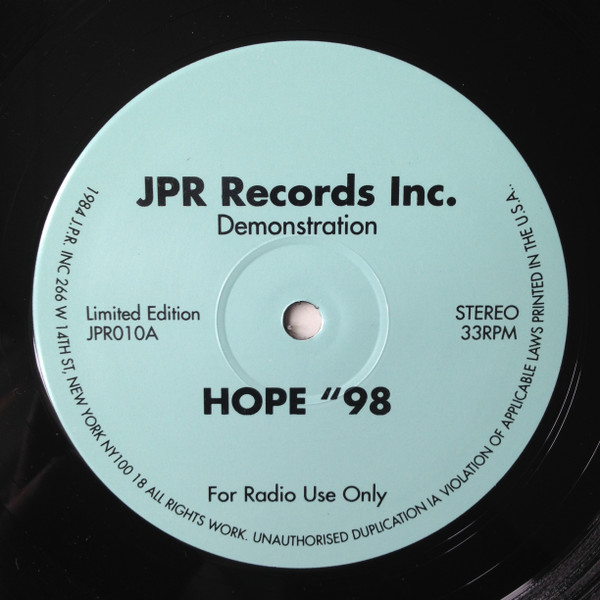 JPR Records Inc.
Demonstration
Limited Edition
JPR010A
STEREO
33RPM
HOPE “98
For Radio Use Only
1984 J.P.R. INC 266 W 14TH ST, NEW YORK NY100 18 ALL RIGHTS WORK. UNAUTHORISED DUPLICATION IA VIOLATION OF APPLICABLE LAWS PRINTED IN THE U.S.A..